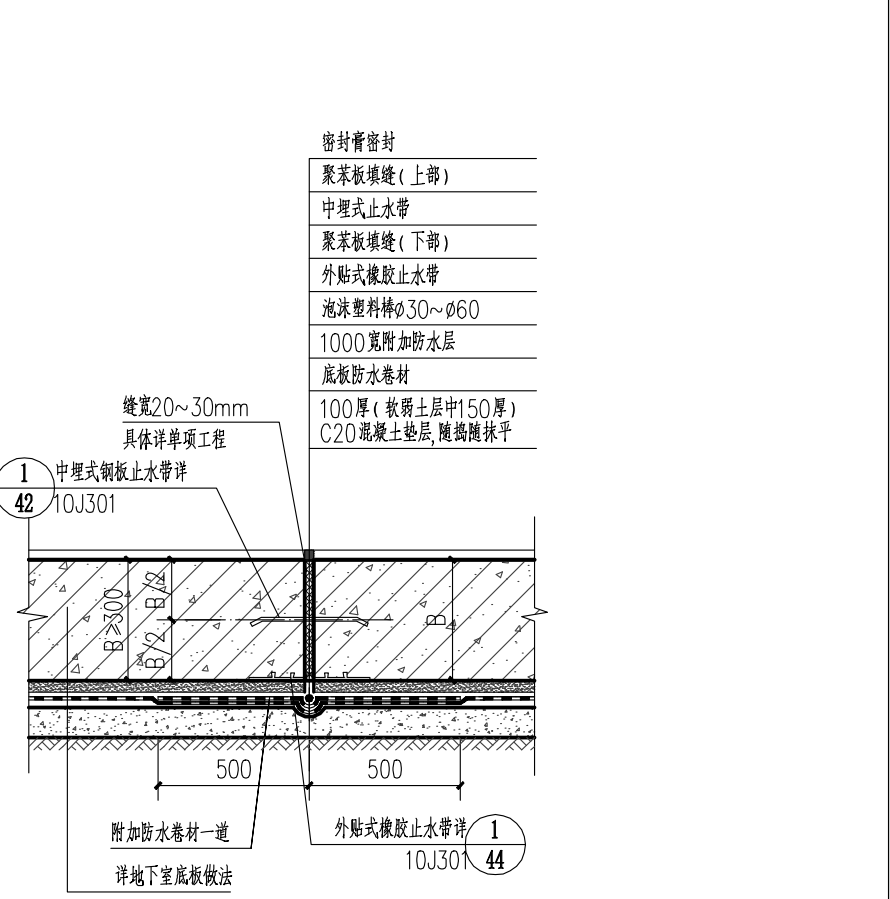 密封膏密封
聚苯板填缝(上部)
中埋式止水带
聚苯板填缝(下部)
外贴式橡胶止水带
泡沫塑料棒ø30~ø60
1000宽附加防水层
底板防水卷材
100厚(软弱土层中150厚)
C20混凝土垫层,随捣随抹平
缝宽20~30mm
具体详单项工程
1
42
中埋式钢板止水带详
10J301
B≥300
B/2
B/2
B
500
500
附加防水卷材一道
详地下室底板做法
外贴式橡胶止水带详
10J301
1
44